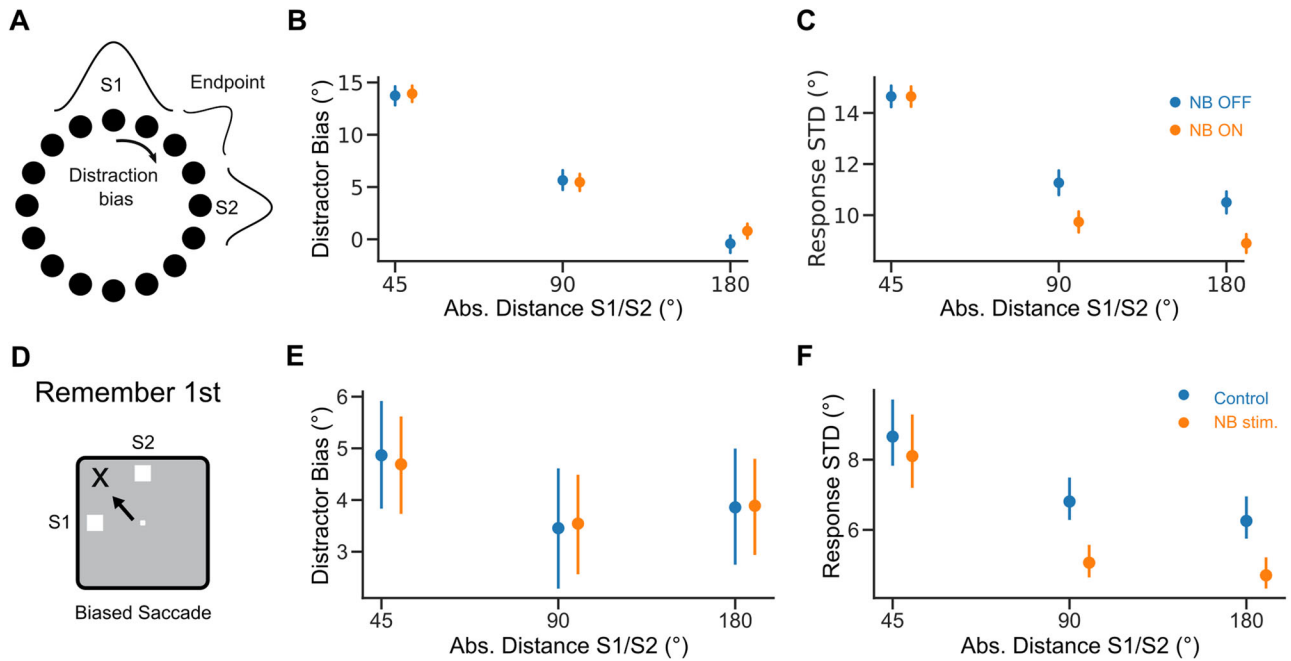 A
S1
Endpoint
Distraction
bias
S2
B
Distractor Bias (°)
15
10
5
0
45
90
180
Abs. Distance S1/S2 (°)
C
Response STD (°)
14
12
10
NB OFF
NB ON
45
90
180
Abs. Distance S1/S2 (°)
D
Remember 1st
S2
X
S1
Biased Saccade
E
Distractor Bias (°)
6
5
4
3
45
90
180
Abs. Distance S1/S2 (°)
F
Response STD (°)
8
6
Control
NB stim.
45
90
180
Abs. Distance S1/S2 (°)